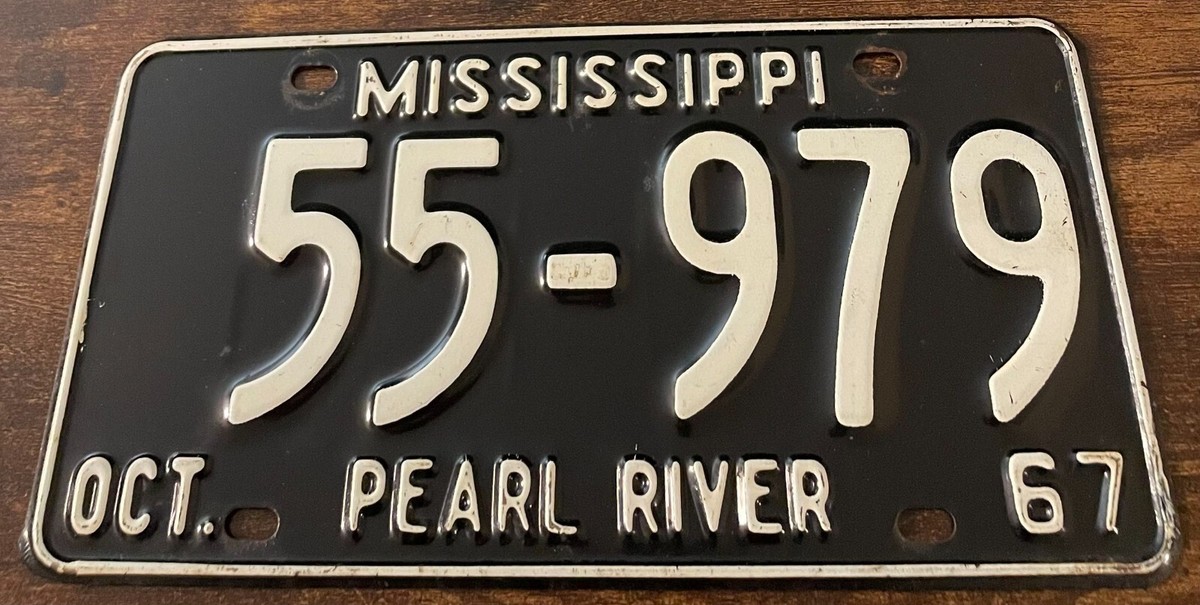 MISSISSIPPI
55-979
OCT. PEARL RIVER 67